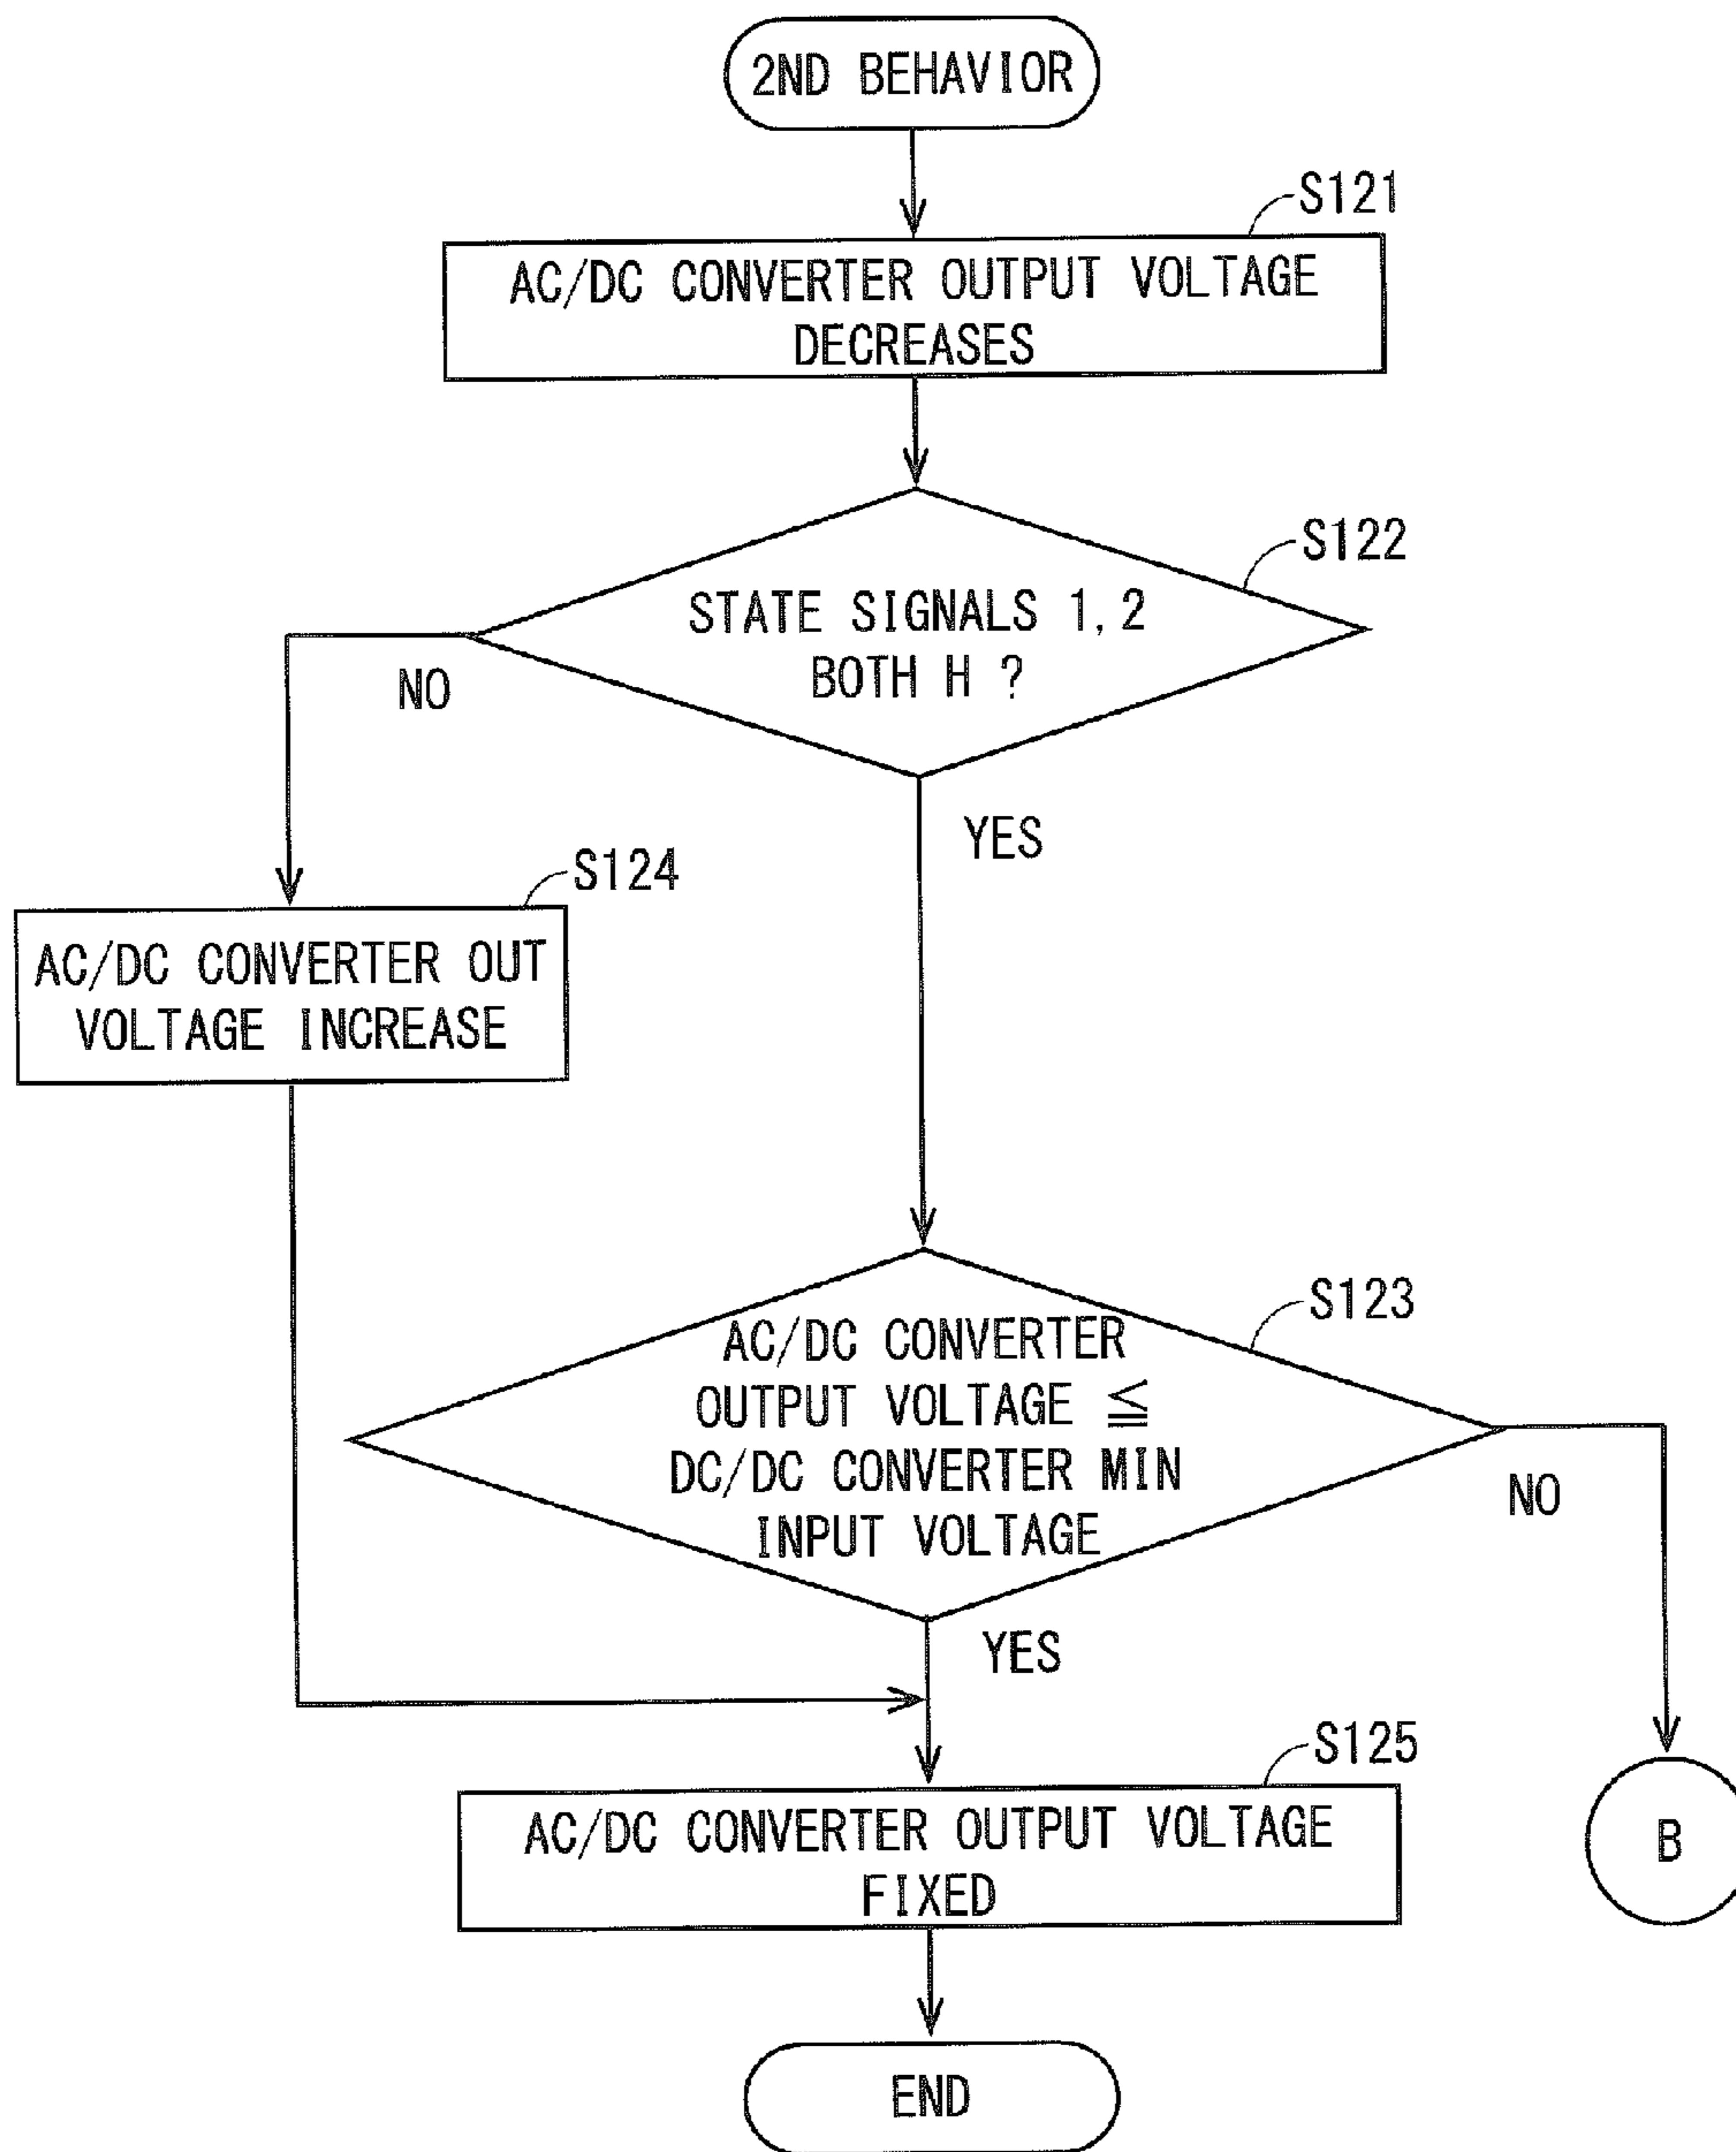 2ND BEHAVIOR
S121
AC/DC CONVERTER OUTPUT VOLTAGE
DECREASES
S122
STATE SIGNALS 1, 2
BOTH H ?
NO
YES
S124
AC/DC CONVERTER OUT
VOLTAGE INCREASE
S123
AC/DC CONVERTER
OUTPUT VOLTAGE ≦
DC/DC CONVERTER MIN
INPUT VOLTAGE
NO
YES
S125
AC/DC CONVERTER OUTPUT VOLTAGE
FIXED
B
END